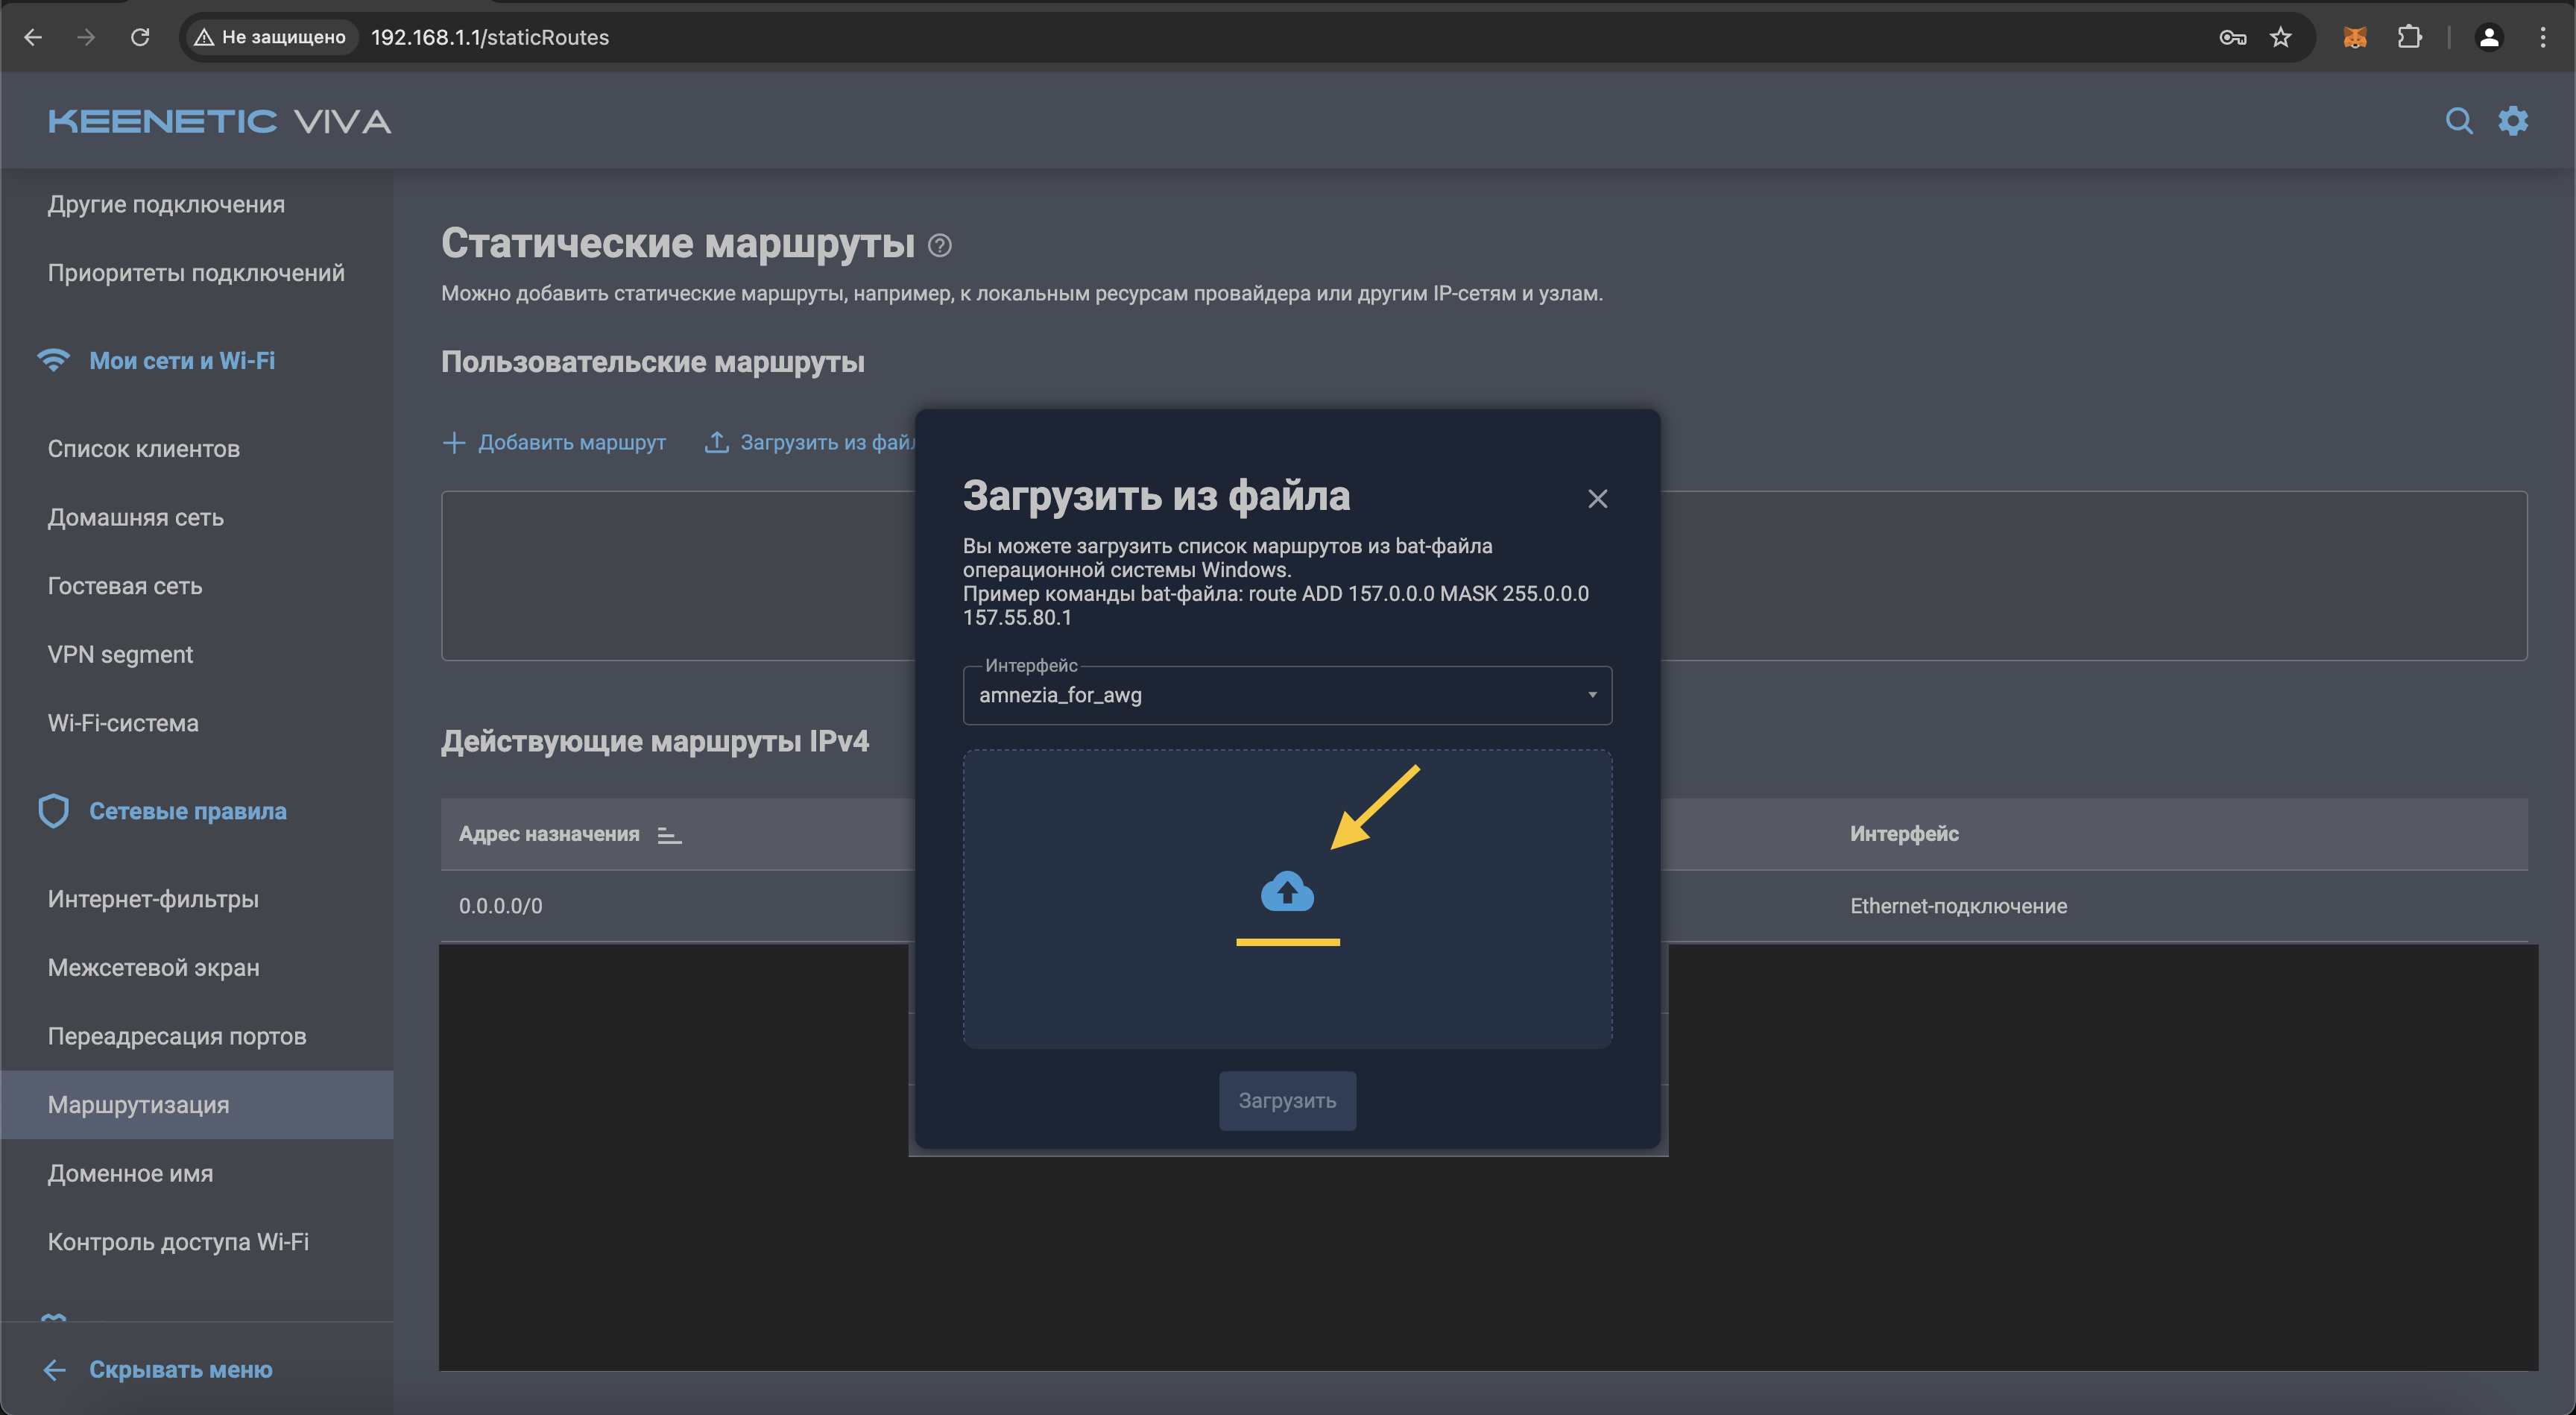 Не защищено
192.168.1.1/staticRoutes
KEENETIC VIVA
Другие подключения
Приоритеты подключений
Мои сети и Wi-Fi
Список клиентов
Домашняя сеть
Гостевая сеть
VPN segment
Wi-Fi-система
Сетевые правила
Интернет-фильтры
Межсетевой экран
Переадресация портов
Маршрутизация
Доменное имя
Контроль доступа Wi-Fi
Скрывать меню
Статические маршруты
Можно добавить статические маршруты, например, к локальным ресурсам провайдера или другим IP-сетям и узлам.
Пользовательские маршруты
Добавить маршрут
Загрузить из файл
Действующие маршруты IPv4
Адрес назначения
Интерфейс
0.0.0.0/0
Ethernet-подключение
Загрузить из файла
Вы можете загрузить список маршрутов из bat-файла
операционной системы Windows.
Пример команды bat-файла: route ADD 157.0.0.0 MASK 255.0.0.0
157.55.80.1
Интерфейс
amnezia_for_awg
Загрузить